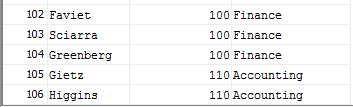 102 Faviet 100 Finance
103 Sciarra 100 Finance
104 Greenberg 100 Finance
105 Gietz 110 Accounting
106 Higgins 110 Accounting